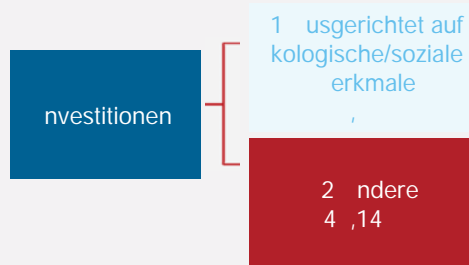 nvestitionen
1 usgerichtet auf
kologische/soziale
erkmale
,
2 ndere
4 ,14